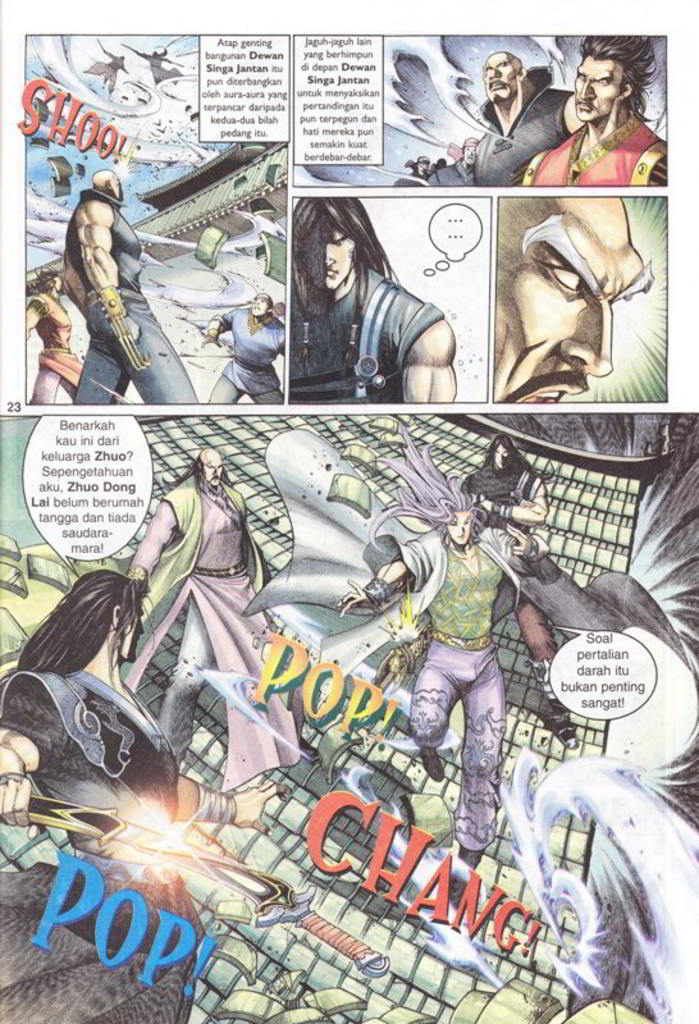 Atap genting
bangunan Dewan
Singa Jantan itu
pun diterbangkan
oleh aura-aura yang
terpancar daripada
kedua-dua bilah
pedang itu.
SHOO!
Jaguh-jaguh lain
yang berhimpun
di depan Dewan
Singa Jantan
untuk menyaksikan
pertandingan itu
pun terpegun dan
hati mereka pun
semakin kuat
berdebar-debar.
...
...
23
Benarkah
kau ini dari
keluarga Zhuo?
Sepengetahuan
aku, Zhuo Dong
Lai belum berumah
tangga dan tiada
saudara-
mara!
POP!
Soal
pertalian
darah itu
bukan penting
sangat!
CHANG!
POP!